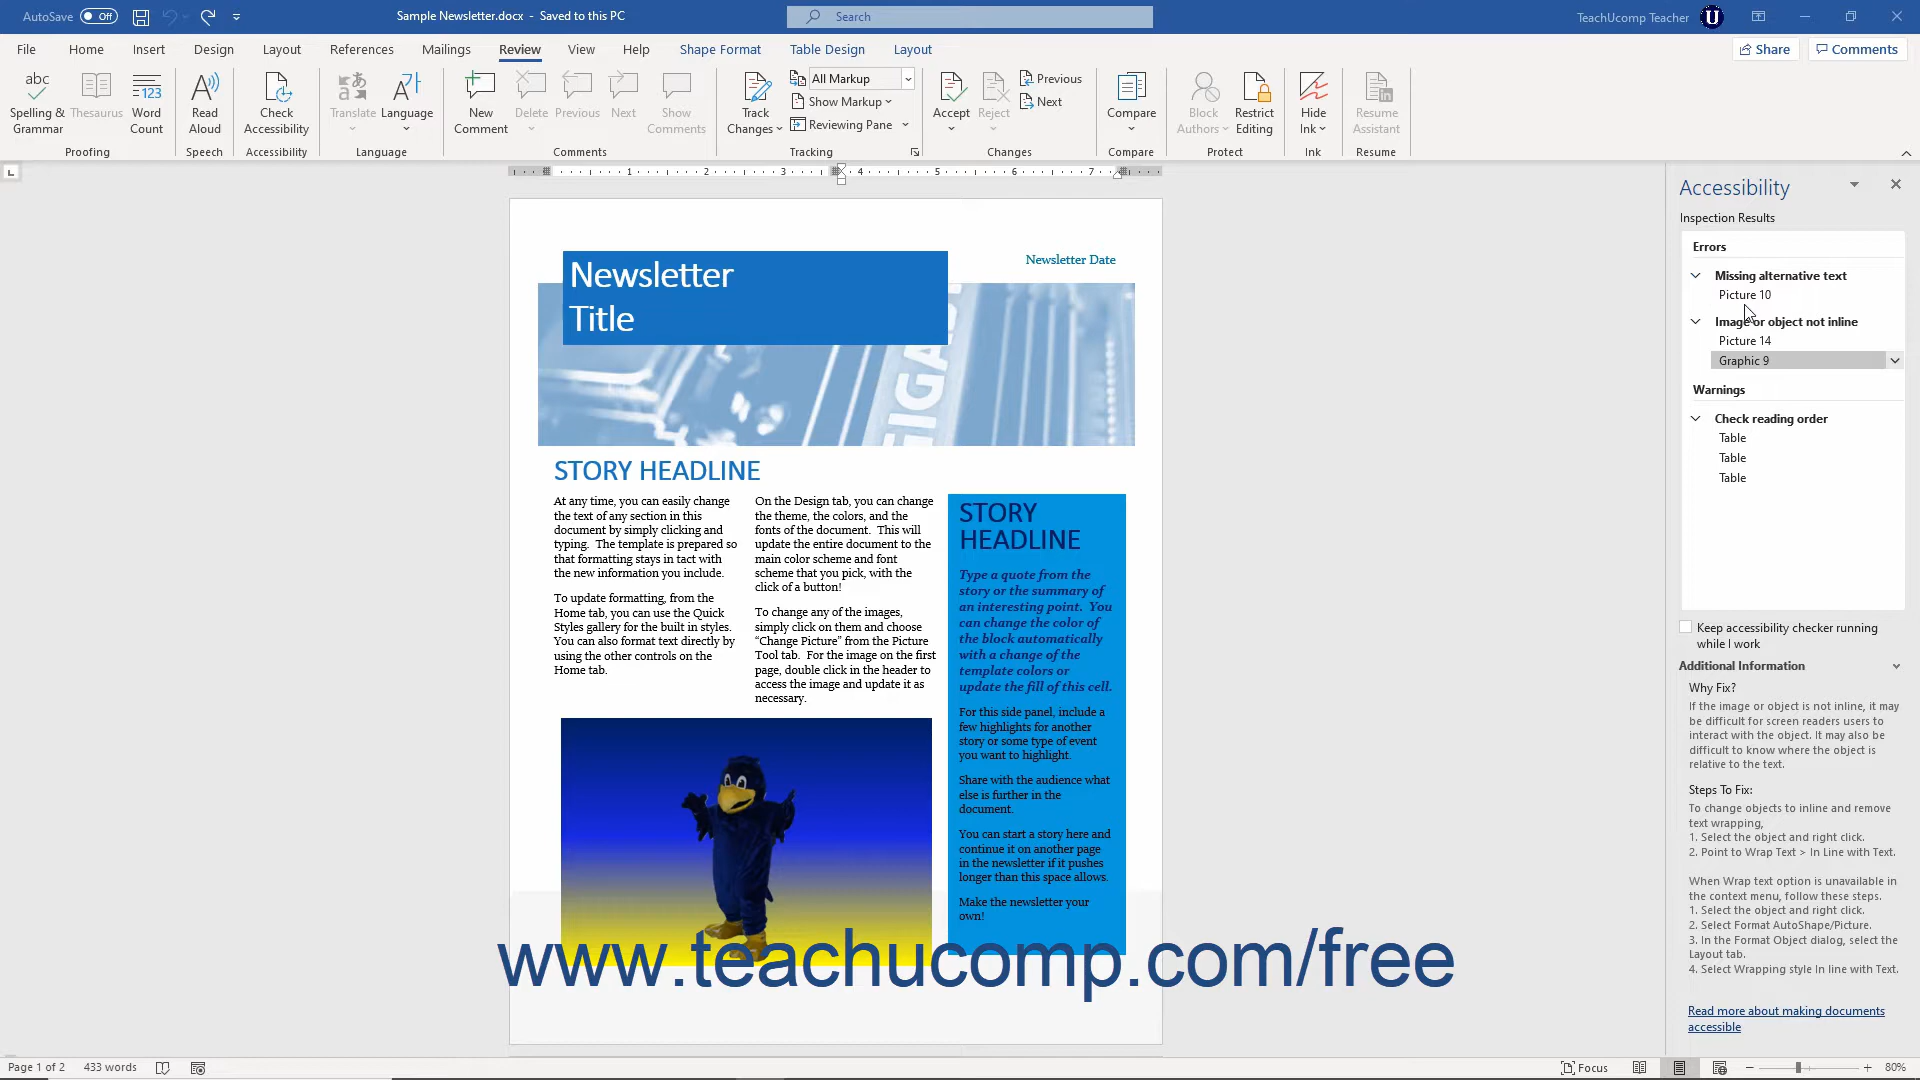 AutoSave Off
Sample Newsletter.docx - Saved to this PC
Search
TeachUcomp Teacher
U
File Home Insert Design Layout References Mailings Review View Help Shape Format Table Design Layout
Share Comments
abc
Spelling &
Grammar
Thesaurus
123
Word
Count
Proofing
A
Read
Aloud
Speech
Check
Accessibility
Accessibility
Translate
Language
Language
New
Comment
Delete
Previous
Next
Show
Comments
Comments
Track
Changes
All Markup
Show Markup
Reviewing Pane
Tracking
Accept
Reject
Previous
Next
Changes
Compare
Compare
Block
Authors
Restrict
Editing
Protect
Hide
Ink
Ink
Resume
Assistant
Resume
1 2 3 4 5 6 7
Newsletter
Title
Newsletter Date
GIGA
STORY HEADLINE
At any time, you can easily change
the text of any section in this
document by simply clicking and
typing. The template is prepared so
that formatting stays in tact with
the new information you include.
To update formatting, from the
Home tab, you can use the Quick
Styles gallery for the built in styles.
You can also format text directly by
using the other controls on the
Home tab.
On the Design tab, you can change
the theme, the colors, and the
fonts of the document. This will
update the entire document to the
main color scheme and font
scheme that you pick, with the
click of a button!
To change any of the images,
simply click on them and choose
“Change Picture” from the Picture
Tool tab. For the image on the first
page, double click in the header to
access the image and update it as
necessary.
STORY
HEADLINE
Type a quote from the
story or the summary of
an interesting point. You
can change the color of
the block automatically
with a change of the
template colors or
update the fill of this cell.
For this side panel, include a
few highlights for another
story or some type of event
you want to highlight.
Share with the audience what
else is further in the
document.
You can start a story here and
continue it on another page
in the newsletter if it pushes
longer than this space allows.
Make the newsletter your
own!
www.teachucomp.com/free
Accessibility
Inspection Results
Errors
Missing alternative text
Picture 10
Image or object not inline
Picture 14
Graphic 9
Warnings
Check reading order
Table
Table
Table
Keep accessibility checker running
while I work
Additional Information
Why Fix?
If the image or object is not inline, it may
be difficult for screen readers users to
interact with the object. It may also be
difficult to know where the object is
relative to the text.
Steps To Fix:
To change objects to inline and remove
text wrapping,
1. Select the object and right click.
2. Point to Wrap Text > In Line with Text.
When Wrap text option is unavailable in
the context menu, follow these steps.
1. Select the object and right click.
2. Select Format AutoShape/Picture.
3. In the Format Object dialog, select the
Layout tab.
4. Select Wrapping style In line with Text.
Read more about making documents
accessible
Page 1 of 2 433 words
Focus
80%